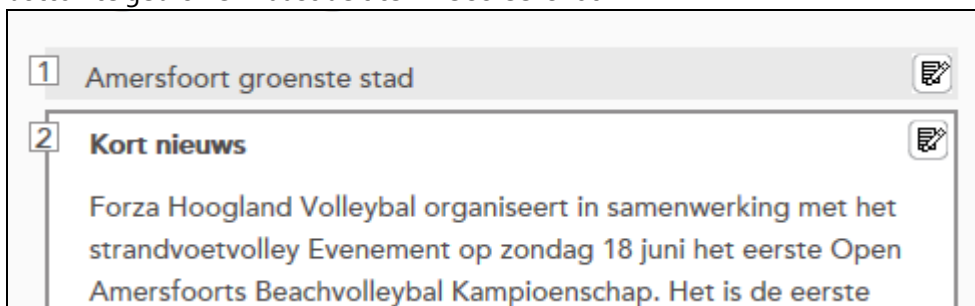 1 Amersfoort groenste stad
2 Kort nieuws
Forza Hoogland Volleybal organiseert in samenwerking met het
strandvoetvolley Evenement op zondag 18 juni het eerste Open
Amersfoorts Beachvolleybal Kampioenschap. Het is de eerste